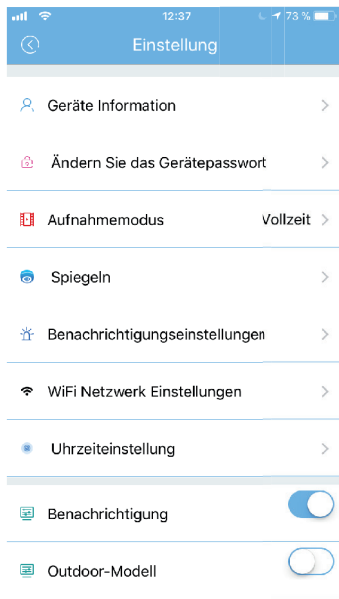 12:37 73 %
Einstellung
Geräte Information
Ändern Sie das Gerätepasswort
Aufnahmemodus Vollzeit
Spiegeln
Benachrichtigungseinstellungen
WiFi Netzwerk Einstellungen
Uhrzeiteinstellung
Benachrichtigung
Outdoor-Modell